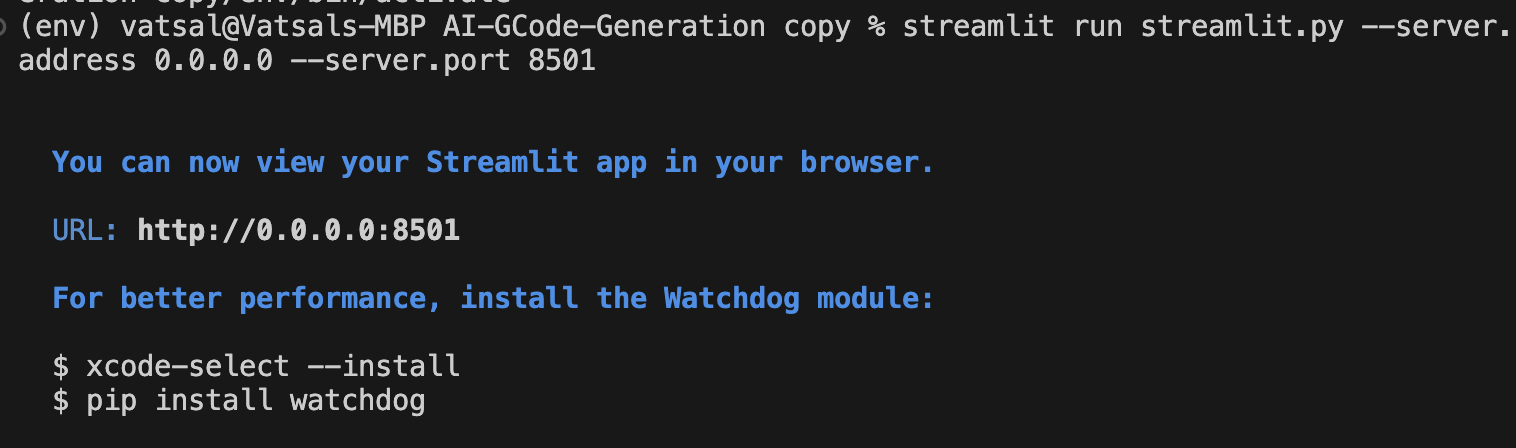 (env) vatsal@Vatsals-MBP AI-GCode-Generation copy % streamlit run streamlit.py --server.
address 0.0.0.0 --server.port 8501
You can now view your Streamlit app in your browser.
URL: http://0.0.0.0:8501
For better performance, install the Watchdog module:
$ xcode-select --install
$ pip install watchdog